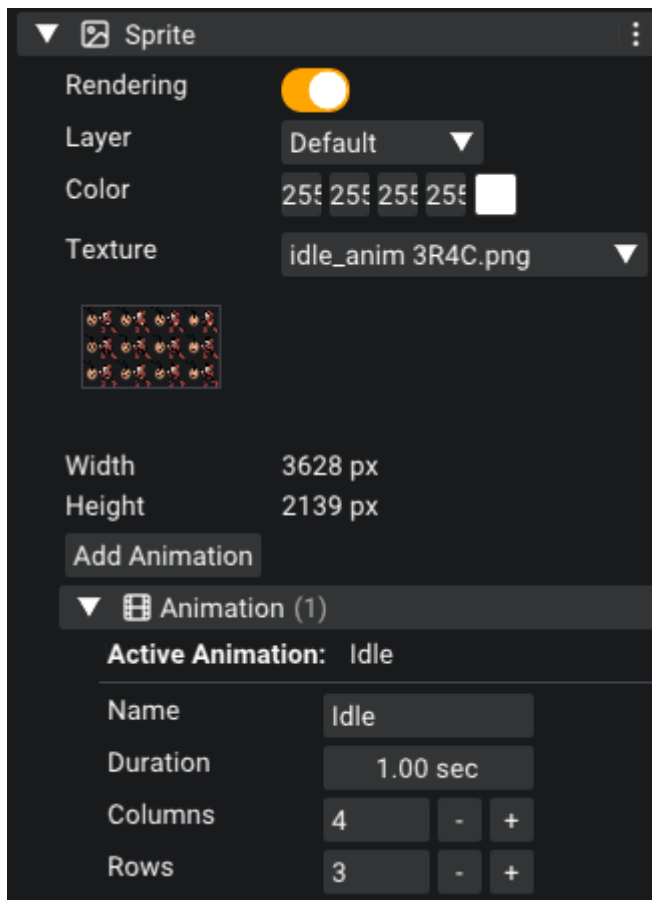 Sprite
Rendering
Layer Default
Color 255 255 255 255
Texture idle_anim 3R4C.png
Width 3628 px
Height 2139 px
Add Animation
Animation (1)
Active Animation: Idle
Name Idle
Duration 1.00 sec
Columns 4 - +
Rows 3 - +